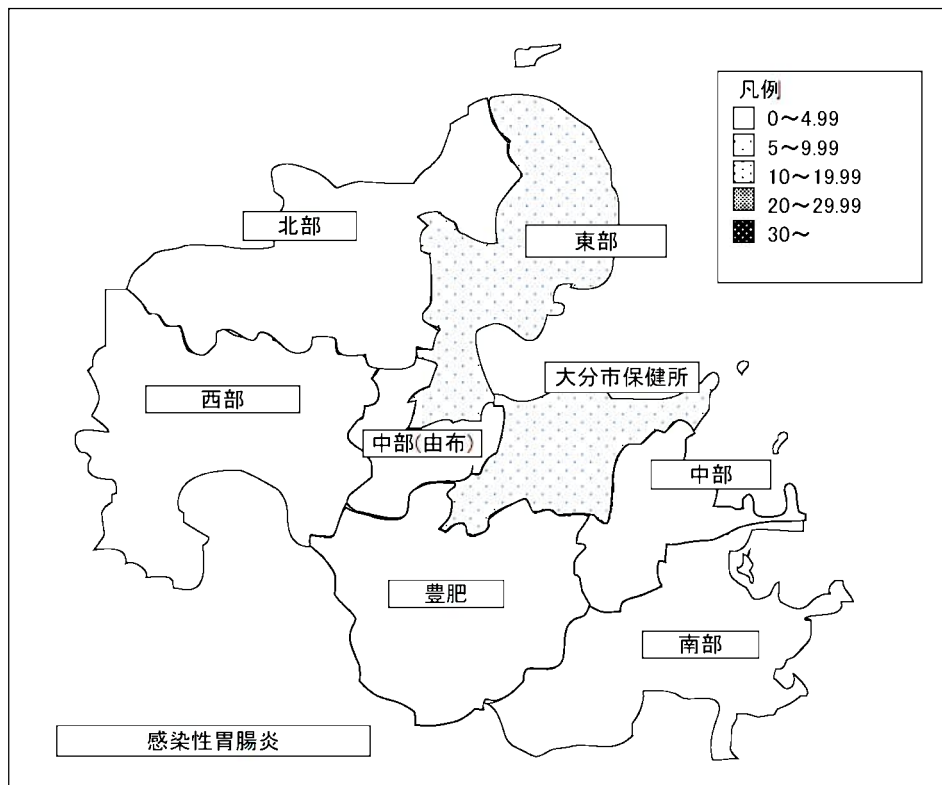 凡例
0～4.99
5～9.99
10～19.99
20～29.99
30～
北部
東部
大分市保健所
西部
中部(由布)
中部
豊肥
南部
感染性胃腸炎